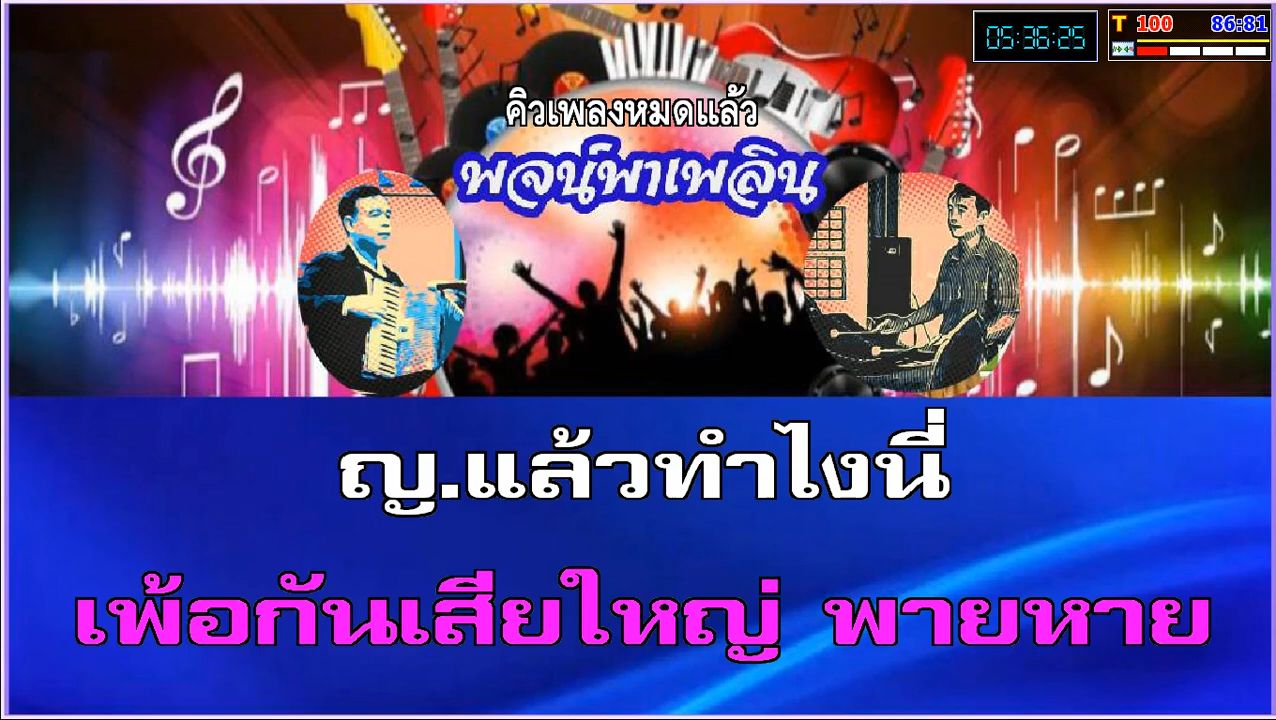 05:36:25
T 100 86:81
คิวเพลงหมดแล้ว
พจน์พาเพลิน
ญ.แล้วทำไงนี่
เพ้อกันเสียใหญ่ พายหาย